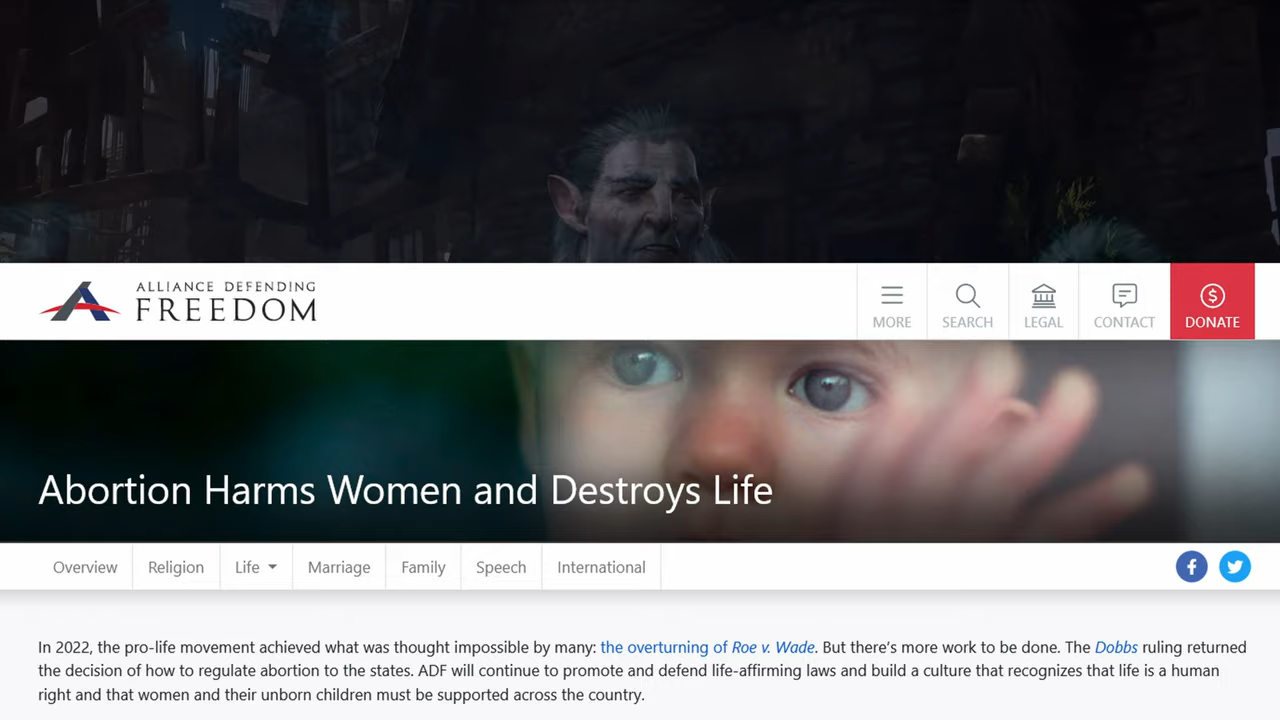 ALLIANCE DEFENDING
FREEDOM
MORE
SEARCH
LEGAL
CONTACT
DONATE
Abortion Harms Women and Destroys Life
Overview
Religion
Life
Marriage
Family
Speech
International
In 2022, the pro-life movement achieved what was thought impossible by many: the overturning of Roe v. Wade. But there's more work to be done. The Dobbs ruling returned
the decision of how to regulate abortion to the states. ADF will continue to promote and defend life-affirming laws and build a culture that recognizes that life is a human
right and that women and their unborn children must be supported across the country.